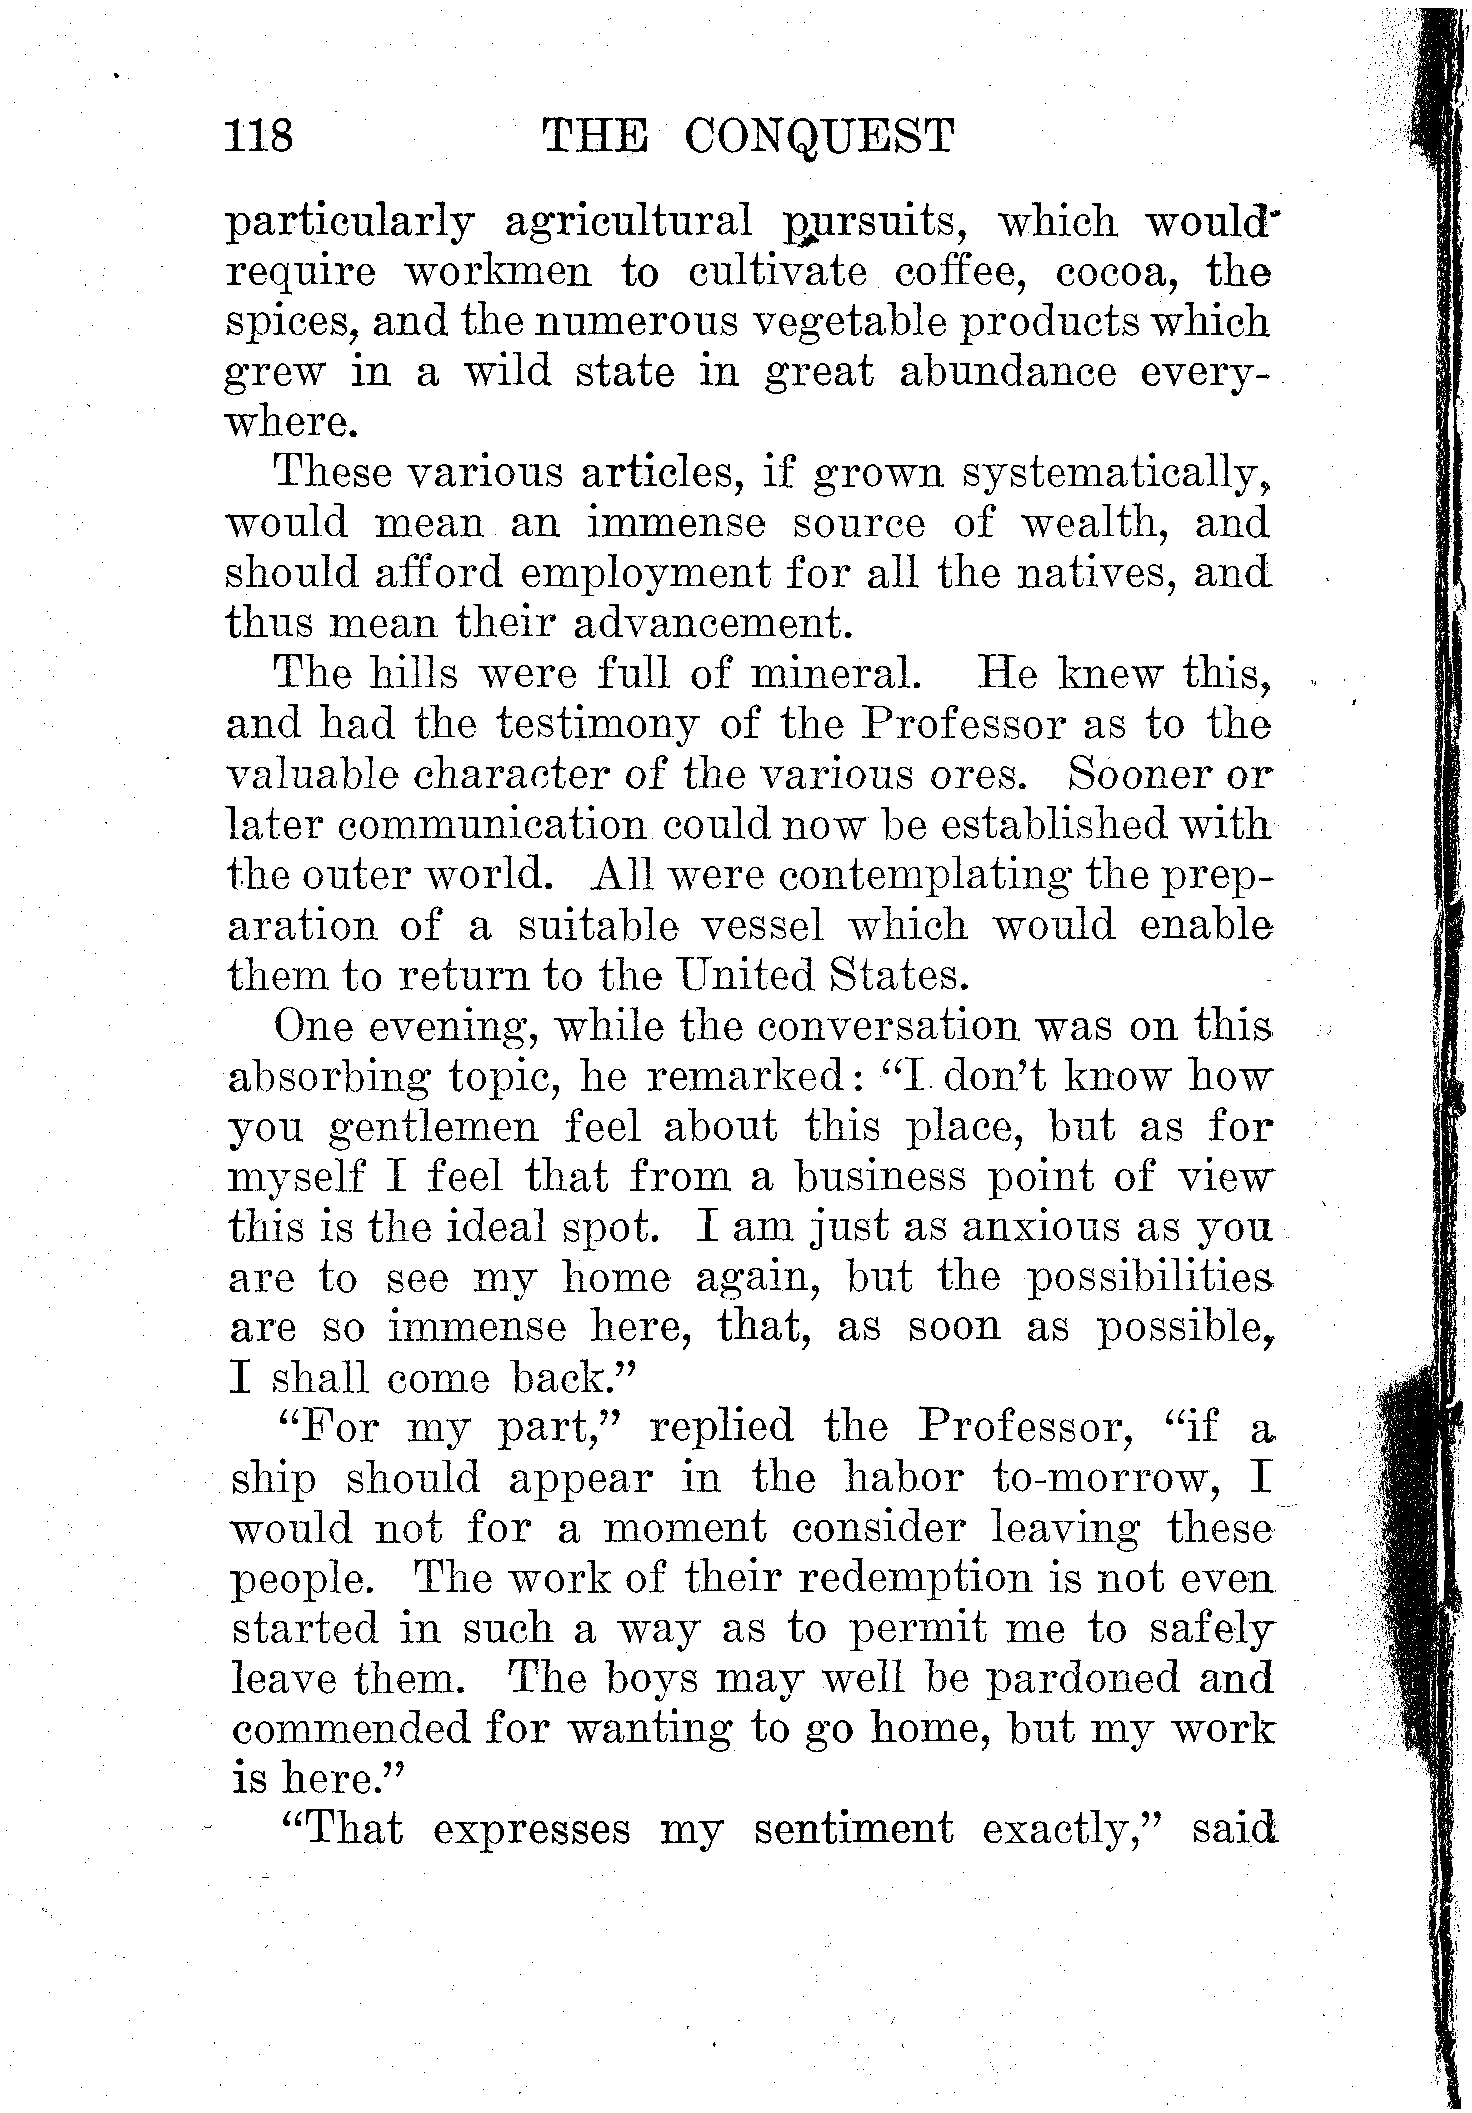 118 THE CONQUEST
particularly agricultural pursuits, which would
require workmen to cultivate coffee, cocoa, the
spices, and the numerous vegetable products which
grew in a wild state in great abundance every-
where.
These various articles, if grown systematically,
would mean an immense source of wealth, and
should afford employment for all the natives, and
thus mean their advancement.
The hills were full of mineral. He knew this,
and had the testimony of the Professor as to the
valuable character of the various ores. Sooner or
later communication could now be established with
the outer world. All were contemplating the prep-
aration of a suitable vessel which would enable
them to return to the United States.
One evening, while the conversation was on this
absorbing topic, he remarked: “I don’t know how
you gentlemen feel about this place, but as for
myself I feel that from a business point of view
this is the ideal spot. I am just as anxious as you
are to see my home again, but the possibilities
are so immense here, that, as soon as possible,
I shall come back.”
“For my part,” replied the Professor, “if a
ship should appear in the habor to-morrow, I
would not for a moment consider leaving these
people. The work of their redemption is not even
started in such a way as to permit me to safely
leave them. The boys may well be pardoned and
commended for wanting to go home, but my work
is here.”
“That expresses my sentiment exactly,” said